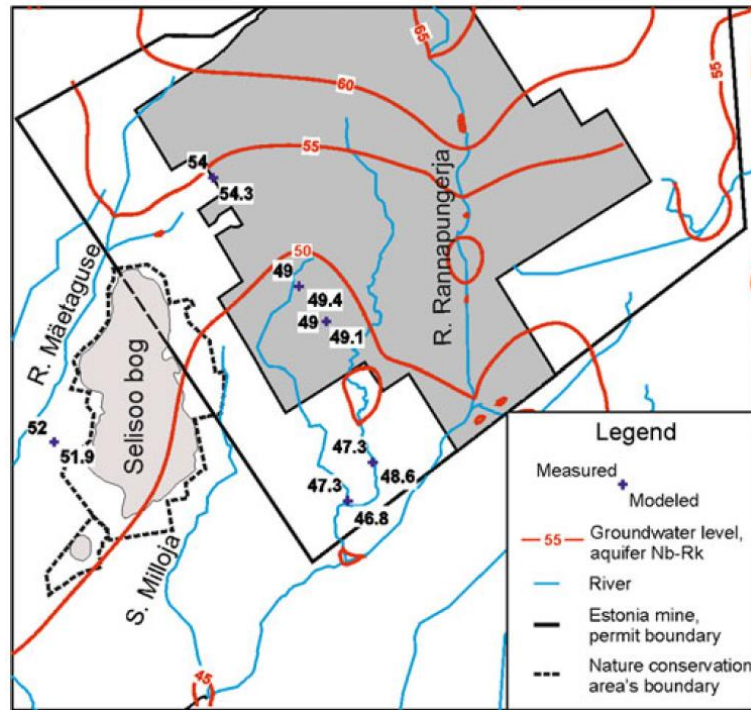 65
60
55
55
54
54.3
R. Rannapungerja
50
49
49.4
49
49.1
R. Mäetaguse
Selisoo bog
52
51.9
47.3
48.6
47.3
46.8
S. Milloja
45
Legend
Measured
Modeled
55 Groundwater level,
aquifer Nb-Rk
River
Estonia mine,
permit boundary
Nature conservation
area's boundary